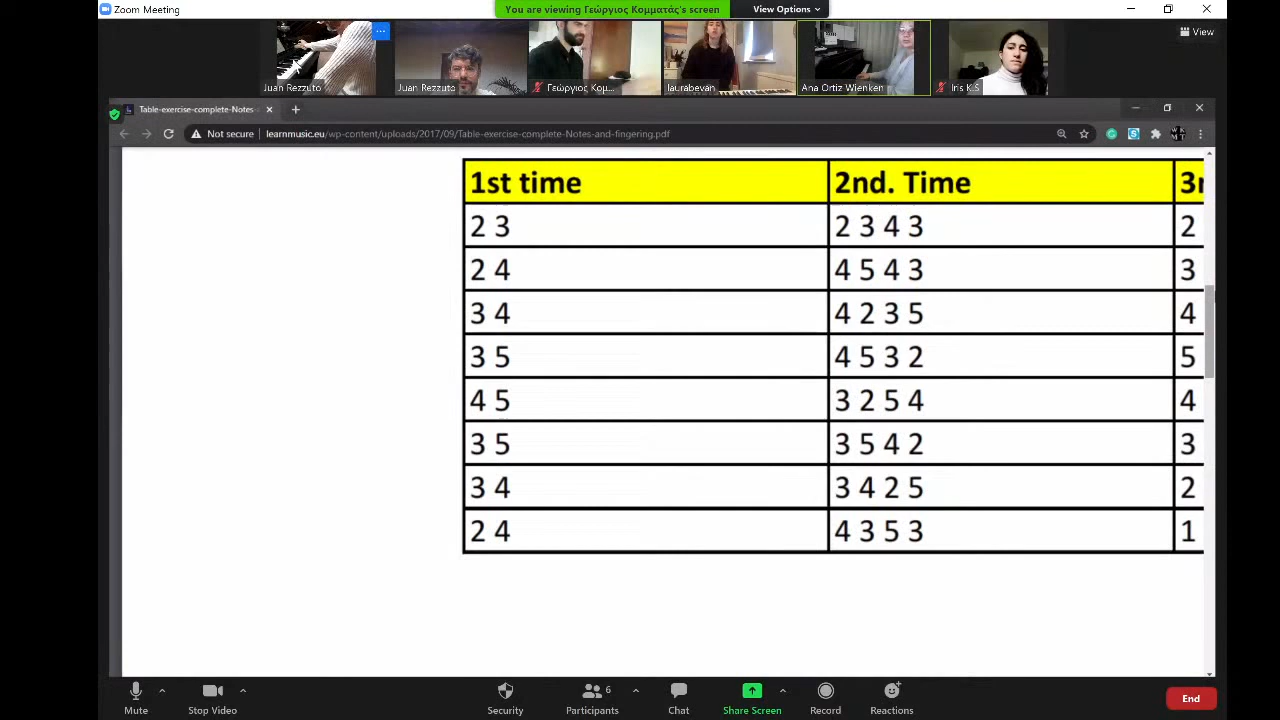 Zoom Meeting
You are viewing Γεώργιος Κομματάς's screen
View Options
View
Juan Rezzuto
Juan Rezzuto
Γεώργιος Κομ...
laurabevan
Ana Ortiz Wienken
Iris K.S
Table-exercise-complete-Notes
Not secure
learnmusic.eu/wp-content/uploads/2017/09/Table-exercise-complete-Notes-and-fingering.pdf
1st time 2nd. Time
2 3 2 3 4 3 2
2 4 4 5 4 3 3
3 4 4 2 3 5 4
3 5 4 5 3 2 5
4 5 3 2 5 4 4
3 5 3 5 4 2 3
3 4 3 4 2 5 2
2 4 4 3 5 3 1
6
Mute
Stop Video
Security
Participants
Chat
Share Screen
Record
Reactions
End